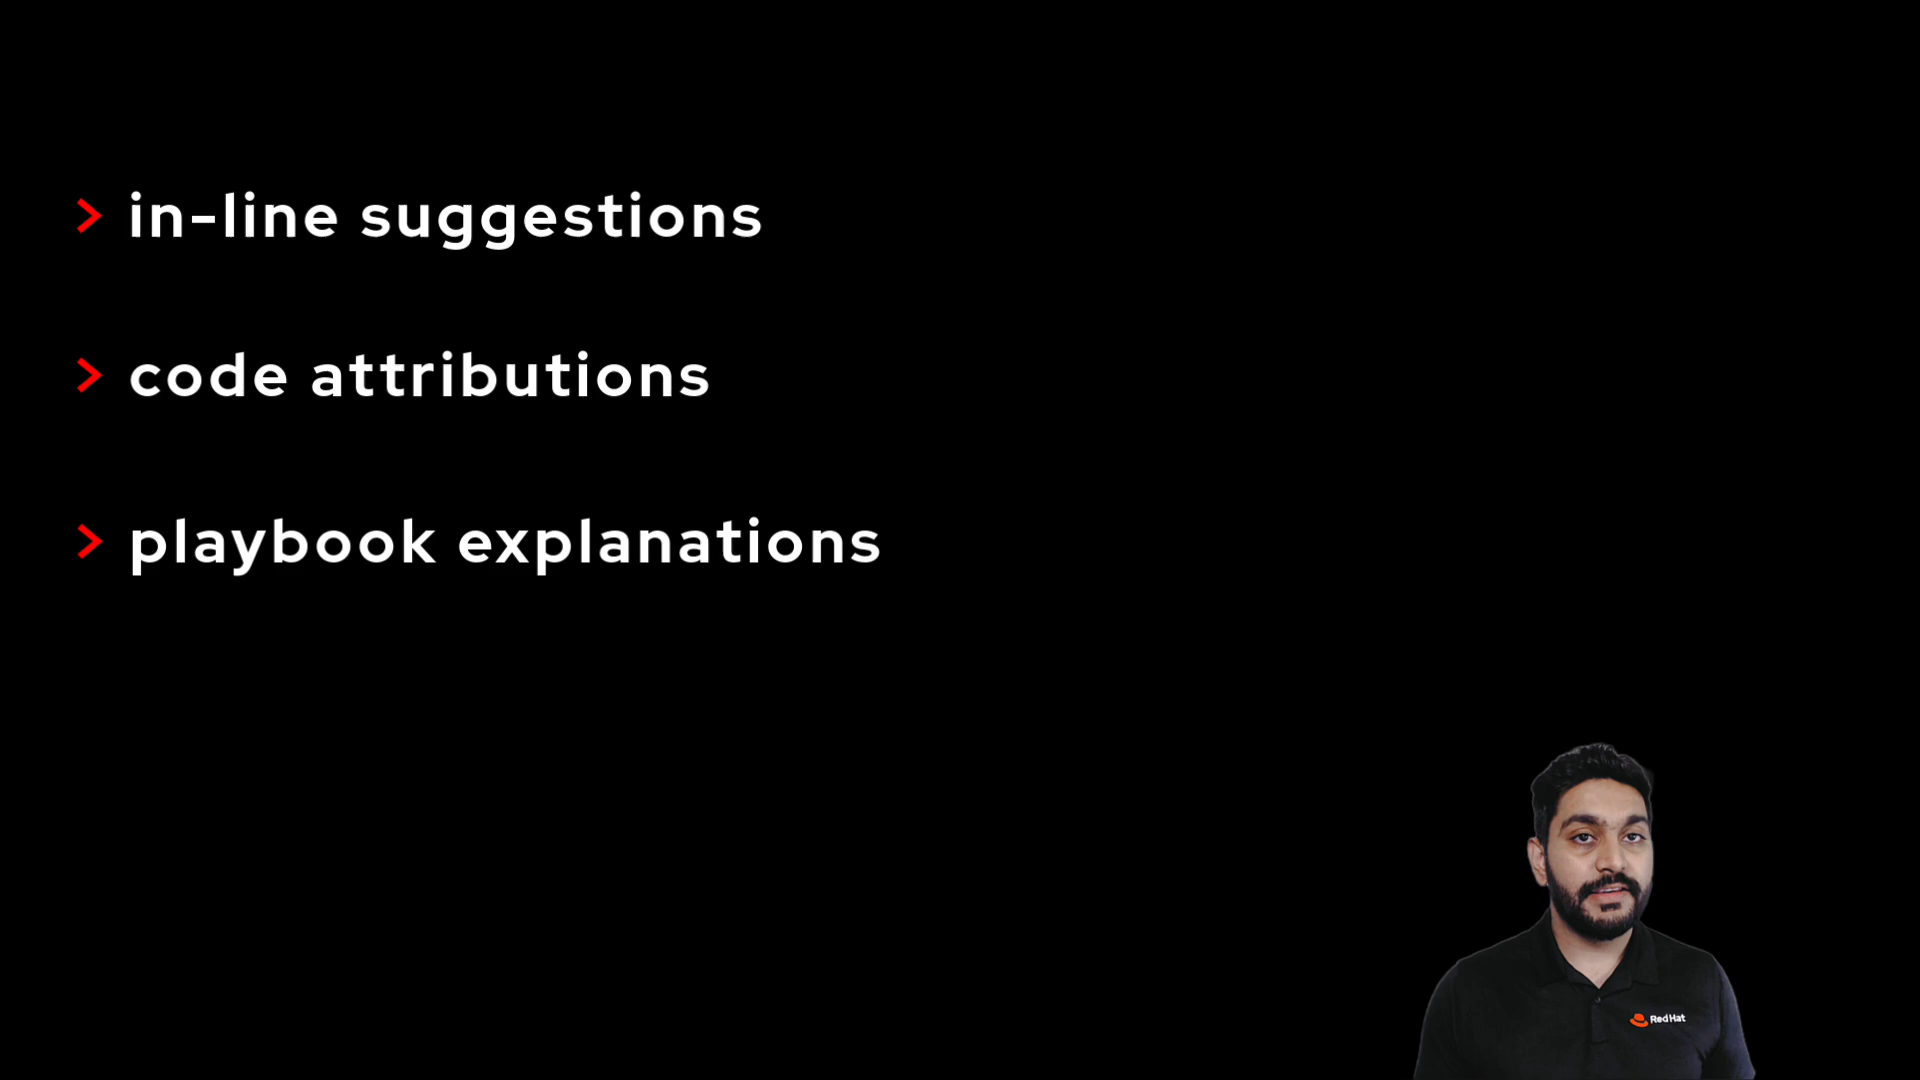 > in-line suggestions
> code attributions
> playbook explanations
Red Hat